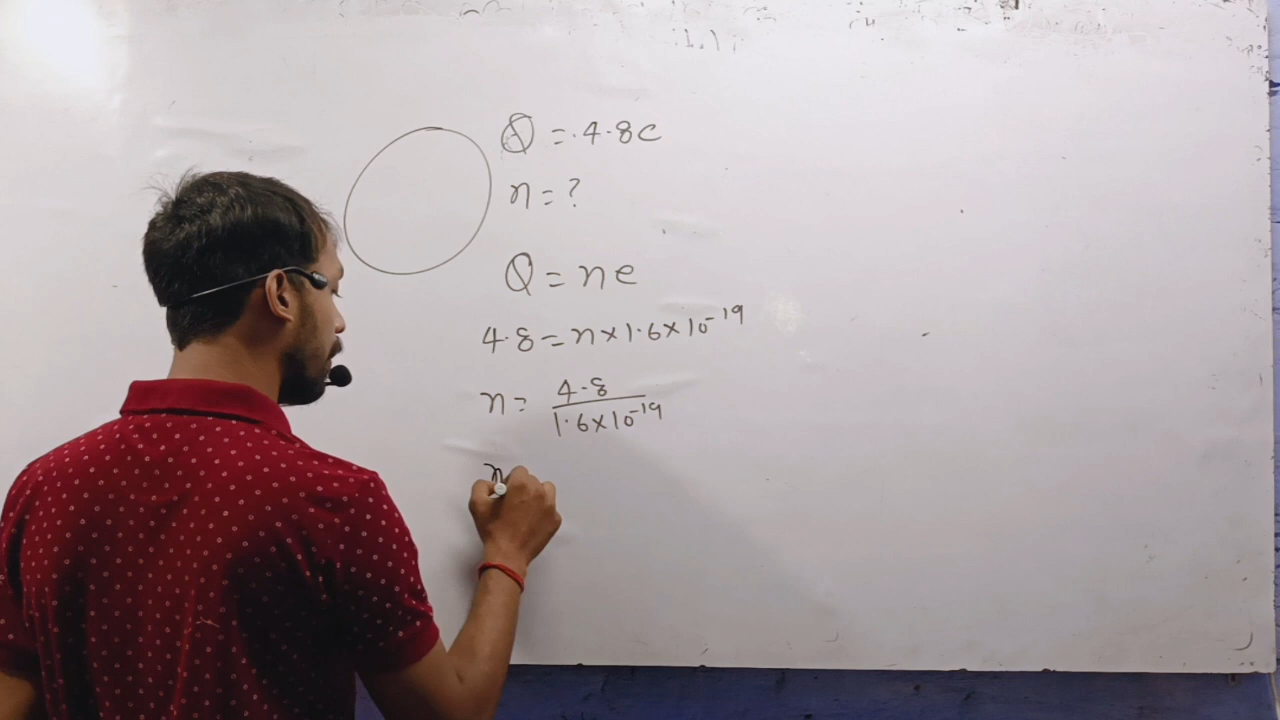 Q = 4.8c
n = ?
Q = ne
4.8 = n × 1.6 × 10⁻¹⁹
n = 4.8 / 1.6 × 10⁻¹⁹
n